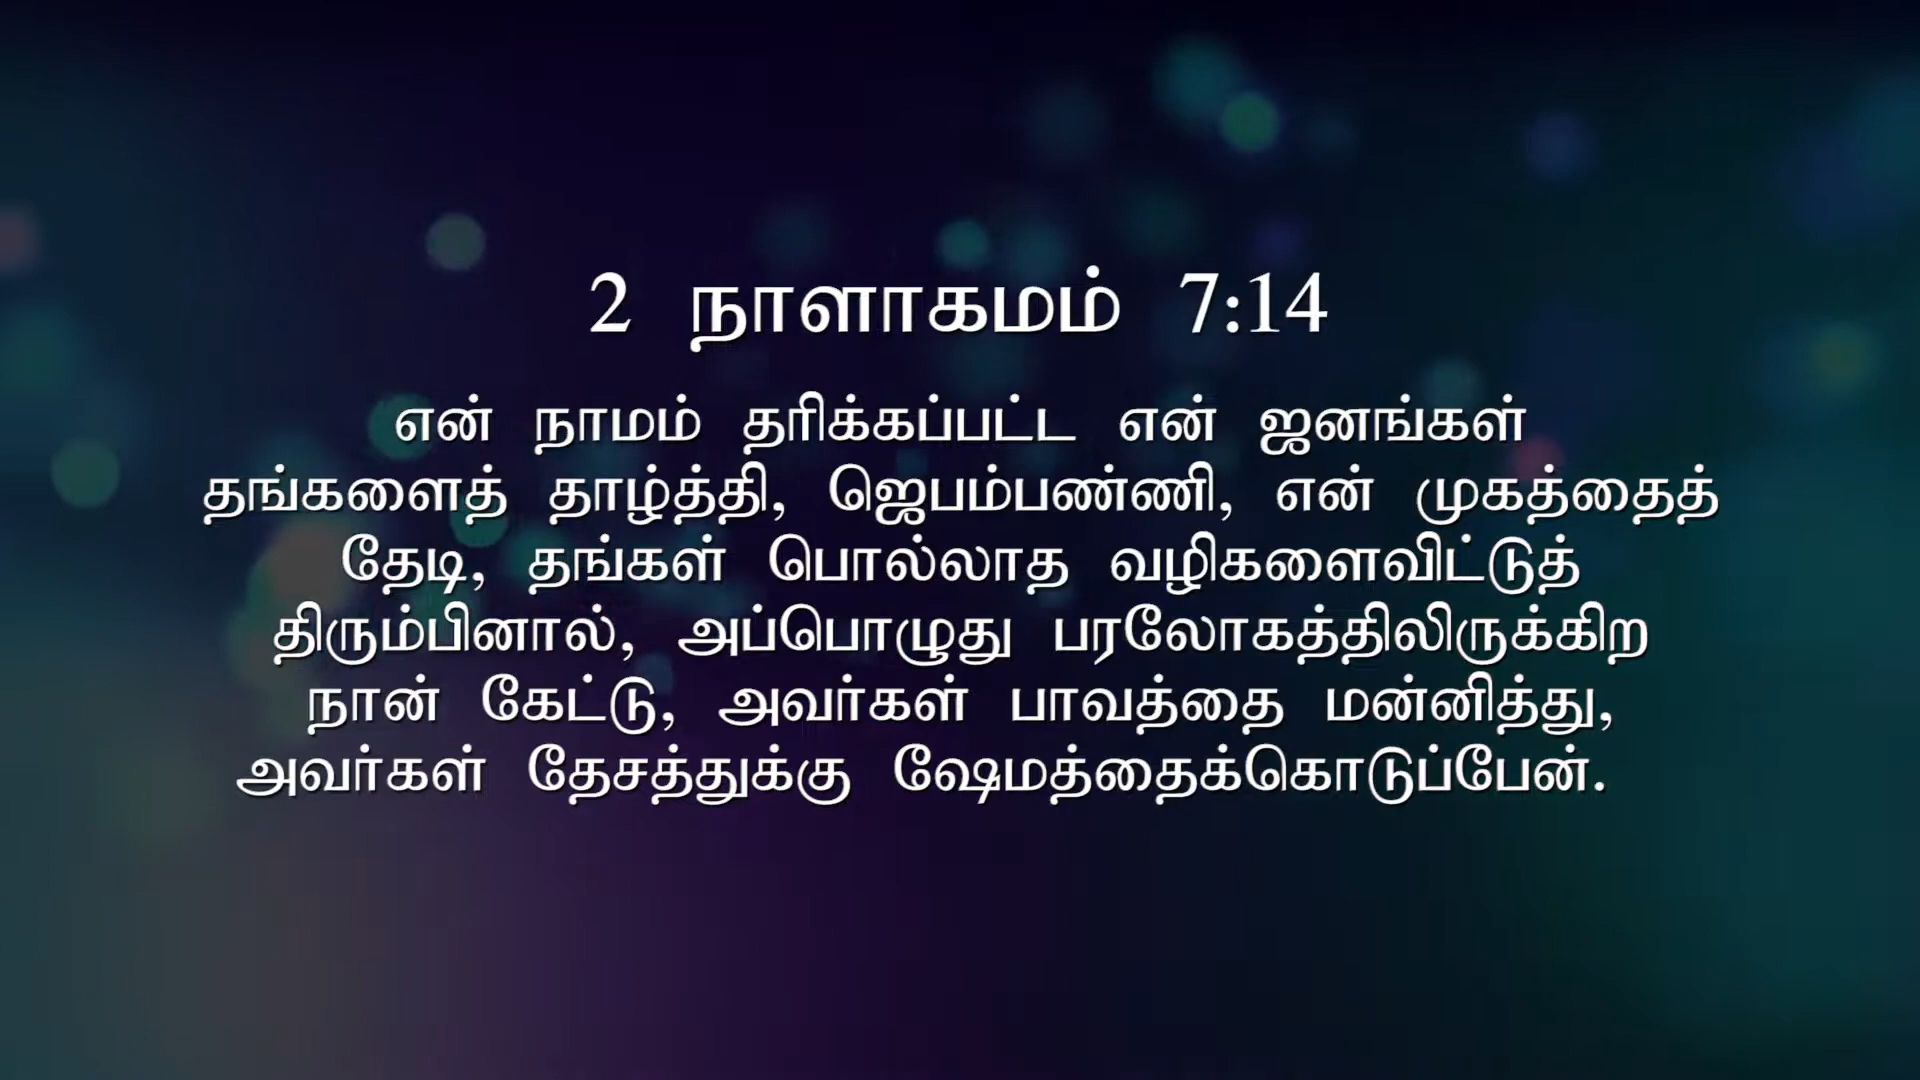 2 நாளாகமம் 7:14
என் நாமம் தரிக்கப்பட்ட என் ஜனங்கள்
தங்களைத் தாழ்த்தி, ஜெபம்பண்ணி, என் முகத்தைத்
தேடி, தங்கள் பொல்லாத வழிகளைவிட்டுத்
திரும்பினால், அப்பொழுது பரலோகத்திலிருக்கிற
நான் கேட்டு, அவர்கள் பாவத்தை மன்னித்து,
அவர்கள் தேசத்துக்கு ஷேமத்தைக்கொடுப்பேன்.